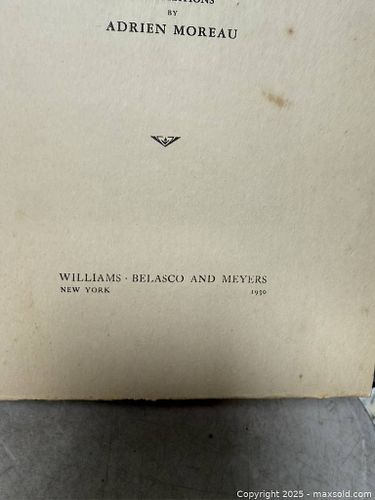 BY
ADRIEN MOREAU
WILLIAMS · BELASCO AND MEYERS
NEW YORK 1930
Copyright © 2025 - maxsold.com